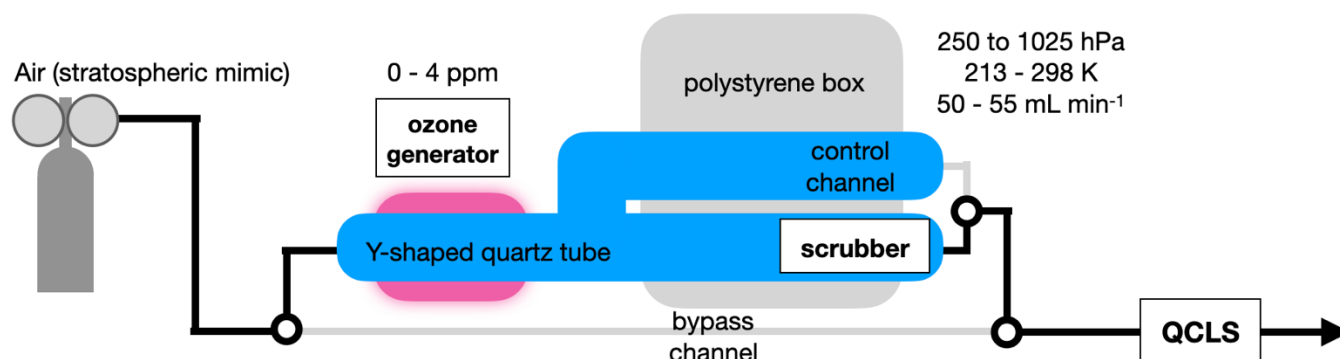 Air (stratospheric mimic)
0 - 4 ppm
ozone
generator
polystyrene box
250 to 1025 hPa
213 - 298 K
50 - 55 mL min⁻¹
control
channel
Y-shaped quartz tube
scrubber
bypass
channel
QCLS